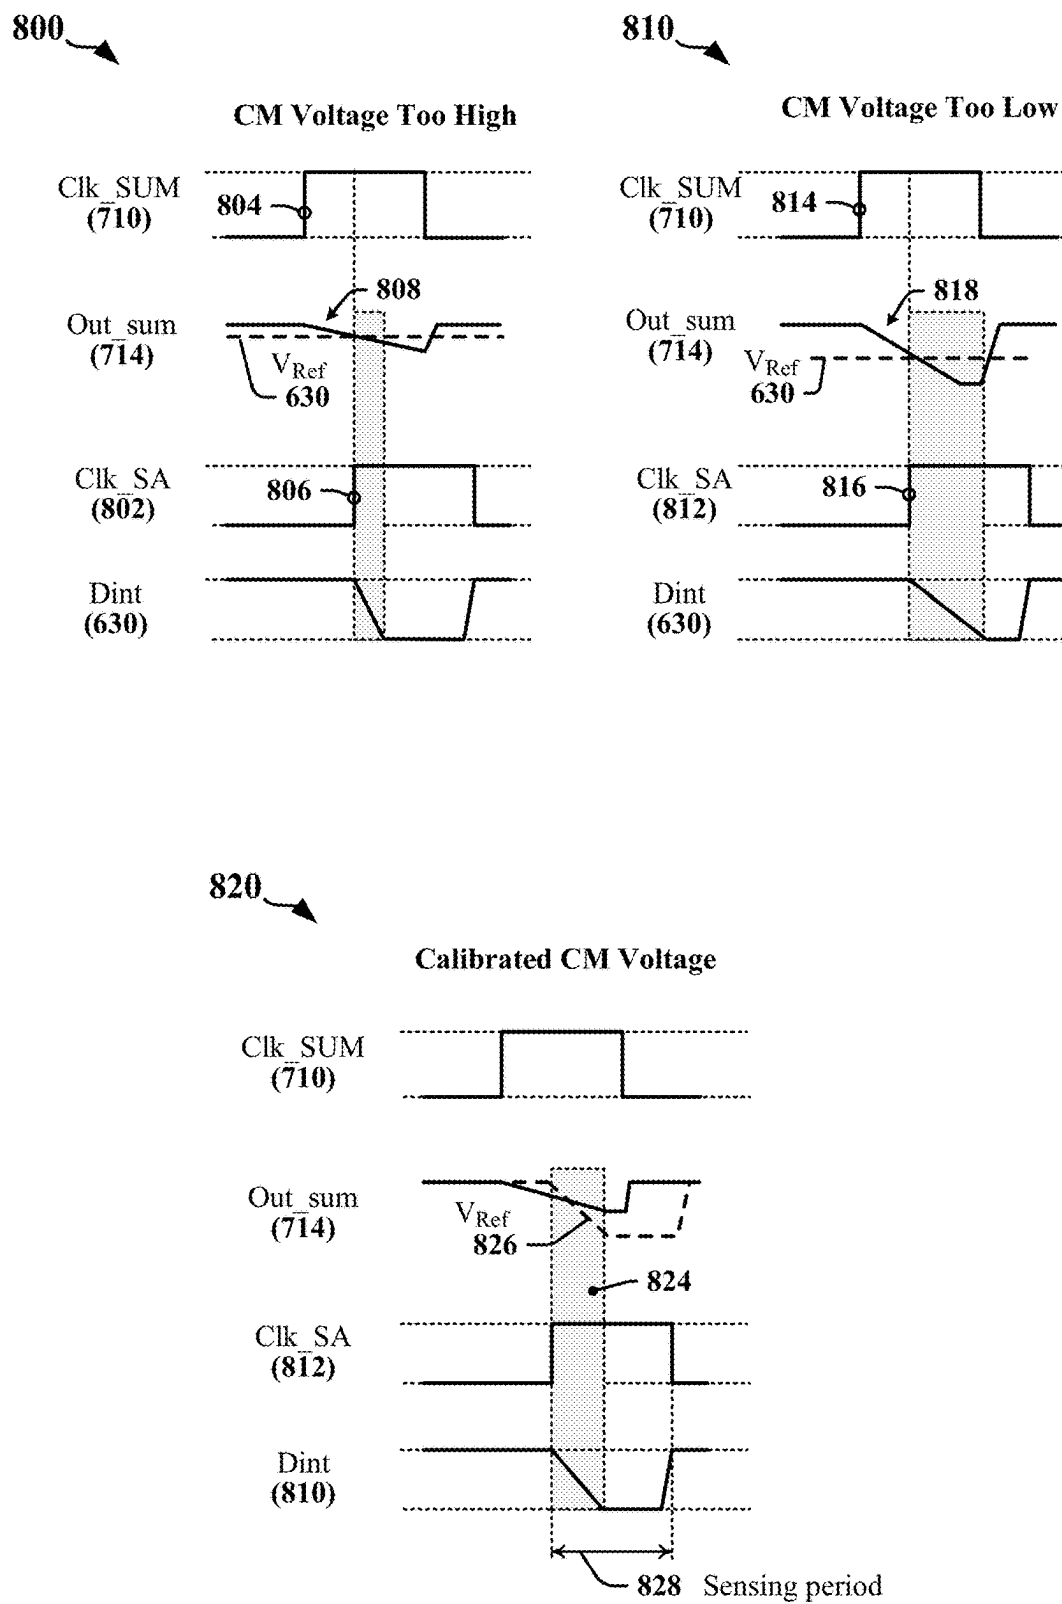 800
CM Voltage Too High
Clk_SUM
(710)
804
808
Out_sum
(714)
VRef
630
Clk_SA
(802)
806
Dint
(630)
810
CM Voltage Too Low
Clk_SUM
(710)
814
818
Out_sum
(714)
VRef
630
Clk_SA
(812)
816
Dint
(630)
820
Calibrated CM Voltage
Clk_SUM
(710)
Out_sum
(714)
VRef
826
824
Clk_SA
(812)
Dint
(810)
828 Sensing period